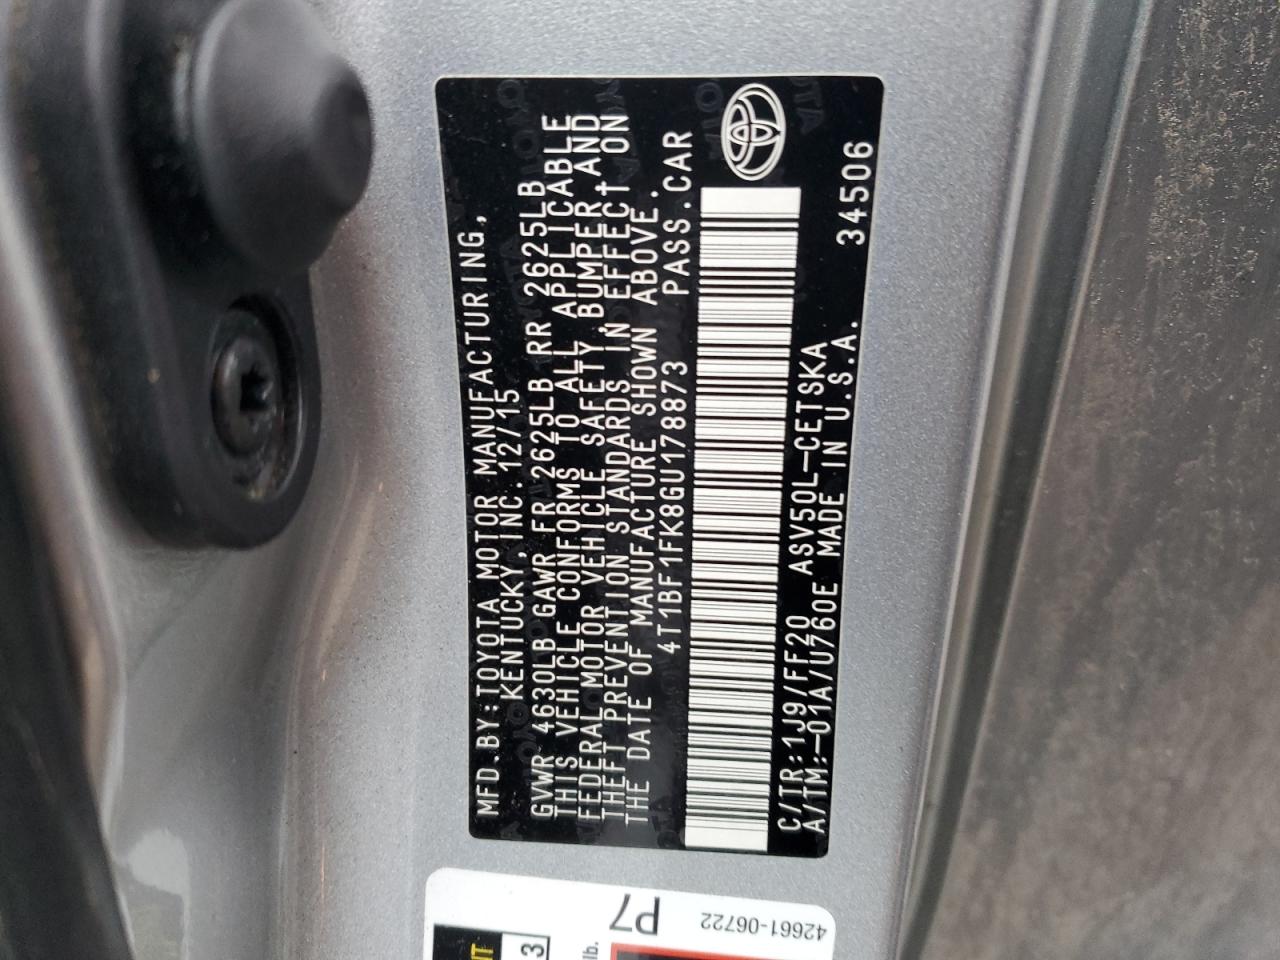 MFD.BY:TOYOTA MOTOR MANUFACTURING,
KENTUCKY,INC.12/15
GVWR 4630LB GAWR FR 2625LB RR 2625LB
THIS VEHICLE CONFORMS TO ALL APPLICABLE
FEDERAL MOTOR VEHICLE SAFETY,BUMPER,AND
THEFT PREVENTION STANDARDS IN EFFECT ON
THE DATE OF MANUFACTURE SHOWN ABOVE.
4T1BF1FK8GU178873 PASS.CAR
C/TR:1J9/FF20 ASV50L-CETSKA
A/TM:-01A/U760E MADE IN U.S.A. 34506
P7
42661-06722
3
lb.